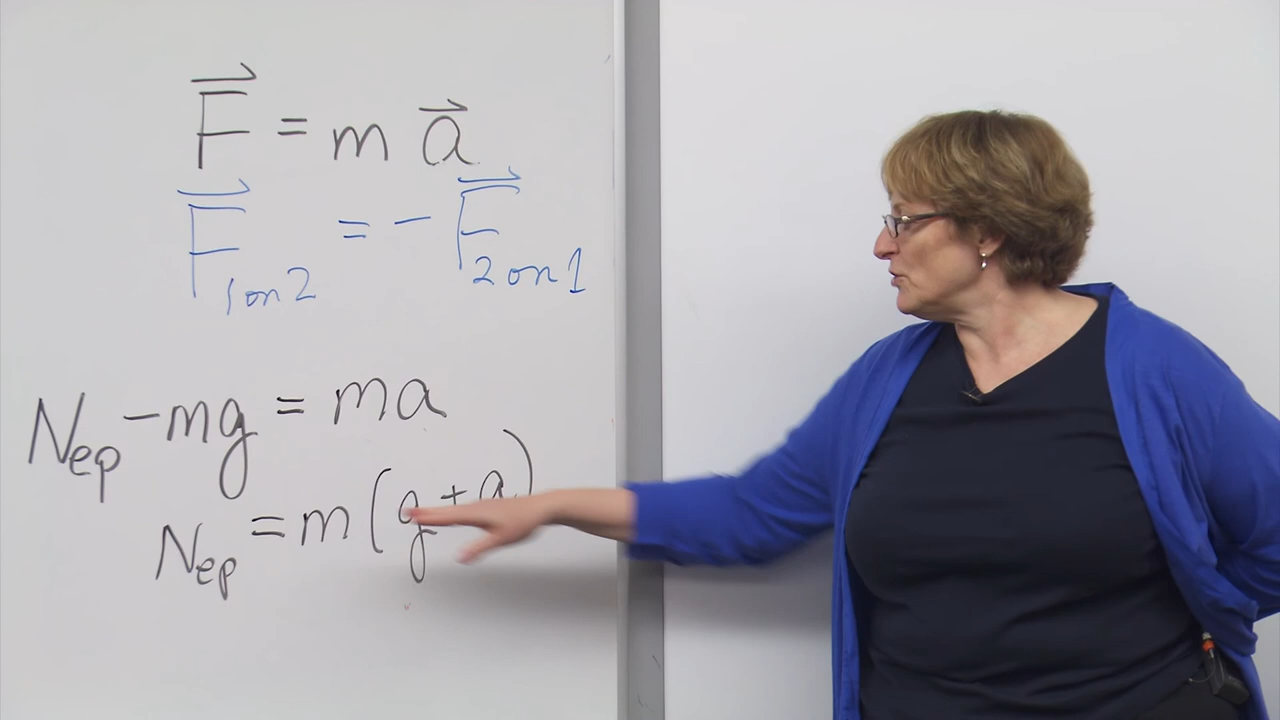 F⃗ = m a⃗
F⃗₁ ₒₙ ₂ = - F⃗₂ ₒₙ ₁
Nep - mg = ma
Nep = m(g + a)